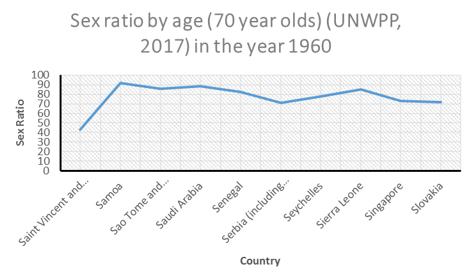 Sex ratio by age (70 year olds) (UNWPP,
2017) in the year 1960
100
90
80
70
60
50
40
30
20
10
0
Sex Ratio
Saint Vincent and...
Samoa
Sao Tome and...
Saudi Arabia
Senegal
Serbia (including...
Seychelles
Sierra Leone
Singapore
Slovakia
Country